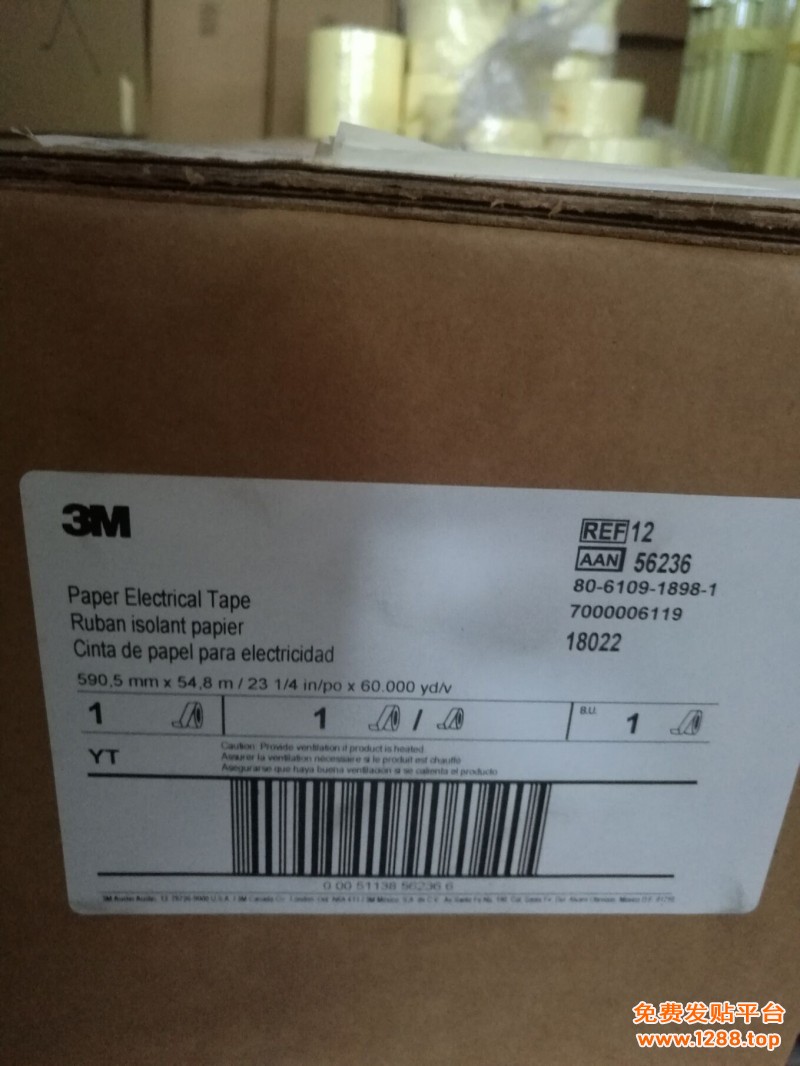 3M
REF 12
AAN 56236
80-6109-1898-1
7000006119
18022
Paper Electrical Tape
Ruban isolant papier
Cinta de papel para electricidad
590,5 mm x 54,8 m / 23 1/4 in/po x 60.000 yd/v
1 1 / B.U. 1
YT
Caution: Provide ventilation if product is heated.
Assurer la ventilation nécessaire si le produit est chauffé
Asegurarse que haya buena ventilación si se calienta el producto
0 00 51138 56236 6
免费发贴平台
www.1288.top